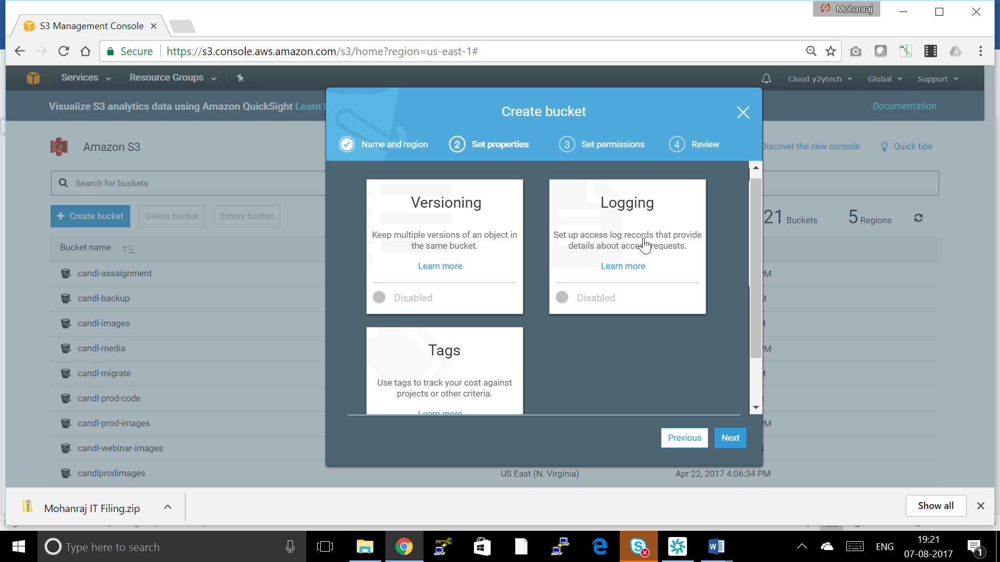 Mohanraj
S3 Management Console
Secure
https://s3.console.aws.amazon.com/s3/home?region=us-east-1#
Services
Resource Groups
Cloud y2ytech
Global
Support
Visualize S3 analytics data using Amazon QuickSight Learn
Documentation
Create bucket
Name and region
2 Set properties
3 Set permissions
4 Review
Amazon S3
Discover the new console
Quick tips
Search for buckets
Create bucket
Delete bucket
Empty bucket
21 Buckets
5 Regions
Versioning
Keep multiple versions of an object in
the same bucket.
Learn more
Disabled
Logging
Set up access log records that provide
details about access requests.
Learn more
Disabled
Tags
Use tags to track your cost against
projects or other criteria.
Learn more
Previous
Next
Bucket name
candl-assaignment
candl-backup
candl-images
candl-media
candl-migrate
candl-prod-code
candl-prod-images
candl-webinar-images
candlprodimages
US East (N. Virginia)
Apr 22, 2017 4:06:34 PM
PM
PM
PM
Mohanraj IT Filing.zip
Show all
Type here to search
ENG
19:21
07-08-2017
1